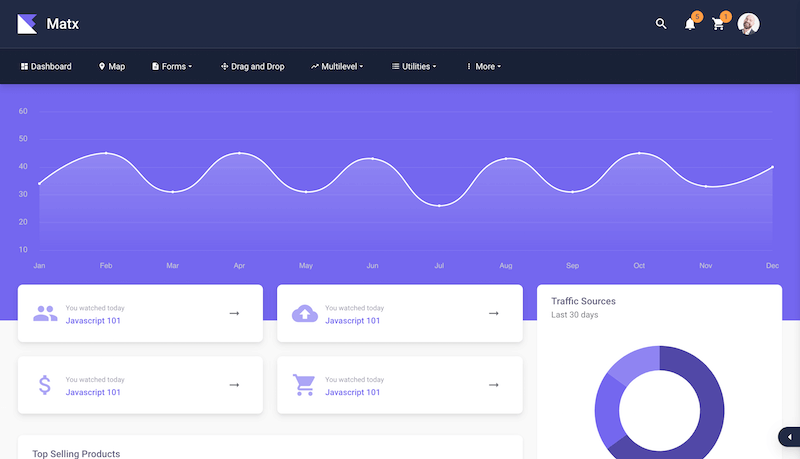 Matx
5
1
Dashboard
Map
Forms
Drag and Drop
Multilevel
Utilities
More
60
50
40
30
20
10
Jan Feb Mar Apr May Jun Jul Aug Sep Oct Nov Dec
You watched today
Javascript 101
You watched today
Javascript 101
Traffic Sources
Last 30 days
You watched today
Javascript 101
You watched today
Javascript 101
Top Selling Products